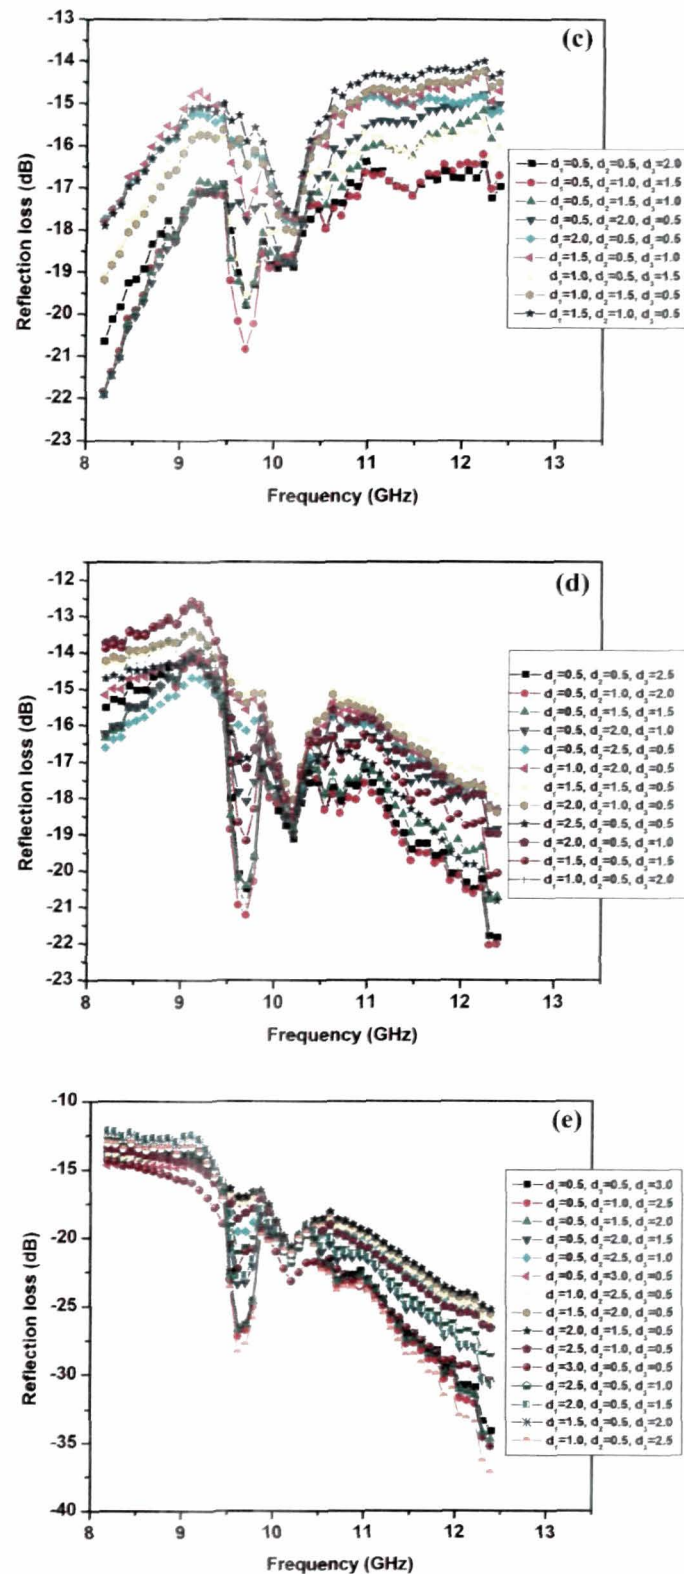 (c)
-13
-14
-15
-16
-17
-18
-19
-20
-21
-22
-23
Reflection loss (dB)
8 9 10 11 12 13
Frequency (GHz)
d1=0.5, d2=0.5, d3=2.0
d1=0.5, d2=1.0, d3=1.5
d1=0.5, d2=1.5, d3=1.0
d1=0.5, d2=2.0, d3=0.5
d1=2.0, d2=0.5, d3=0.5
d1=1.5, d2=0.5, d3=1.0
d1=1.0, d2=0.5, d3=1.5
d1=1.0, d2=1.5, d3=0.5
d1=1.5, d2=1.0, d3=0.5
(d)
-12
-13
-14
-15
-16
-17
-18
-19
-20
-21
-22
-23
Reflection loss (dB)
8 9 10 11 12 13
Frequency (GHz)
d1=0.5, d2=0.5, d3=2.5
d1=0.5, d2=1.0, d3=2.0
d1=0.5, d2=1.5, d3=1.5
d1=0.5, d2=2.0, d3=1.0
d1=0.5, d2=2.5, d3=0.5
d1=1.0, d2=2.0, d3=0.5
d1=1.5, d2=1.5, d3=0.5
d1=2.0, d2=1.0, d3=0.5
d1=2.5, d2=0.5, d3=0.5
d1=2.0, d2=0.5, d3=1.0
d1=1.5, d2=0.5, d3=1.5
d1=1.0, d2=0.5, d3=2.0
(e)
-10
-15
-20
-25
-30
-35
-40
Reflection loss (dB)
8 9 10 11 12 13
Frequency (GHz)
d1=0.5, d2=0.5, d3=3.0
d1=0.5, d2=1.0, d3=2.5
d1=0.5, d2=1.5, d3=2.0
d1=0.5, d2=2.0, d3=1.5
d1=0.5, d2=2.5, d3=1.0
d1=0.5, d2=3.0, d3=0.5
d1=1.0, d2=2.5, d3=0.5
d1=1.5, d2=2.0, d3=0.5
d1=2.0, d2=1.5, d3=0.5
d1=2.5, d2=1.0, d3=0.5
d1=3.0, d2=0.5, d3=0.5
d1=2.5, d2=0.5, d3=1.0
d1=2.0, d2=0.5, d3=1.5
d1=1.5, d2=0.5, d3=2.0
d1=1.0, d2=0.5, d3=2.5